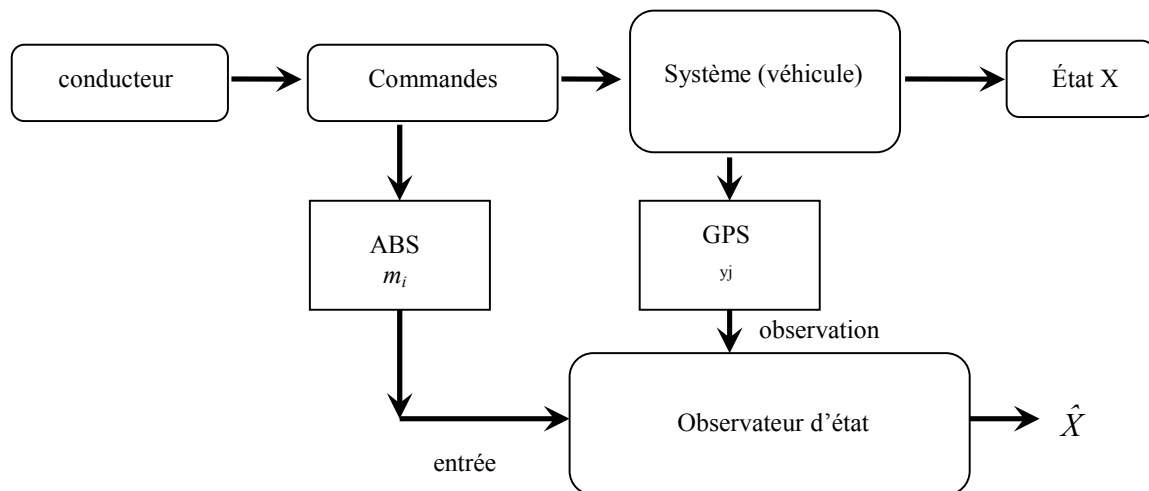 conducteur
Commandes
Système (véhicule)
État X
ABS
mi
GPS
yj
observation
Observateur d’état
X̂
entrée